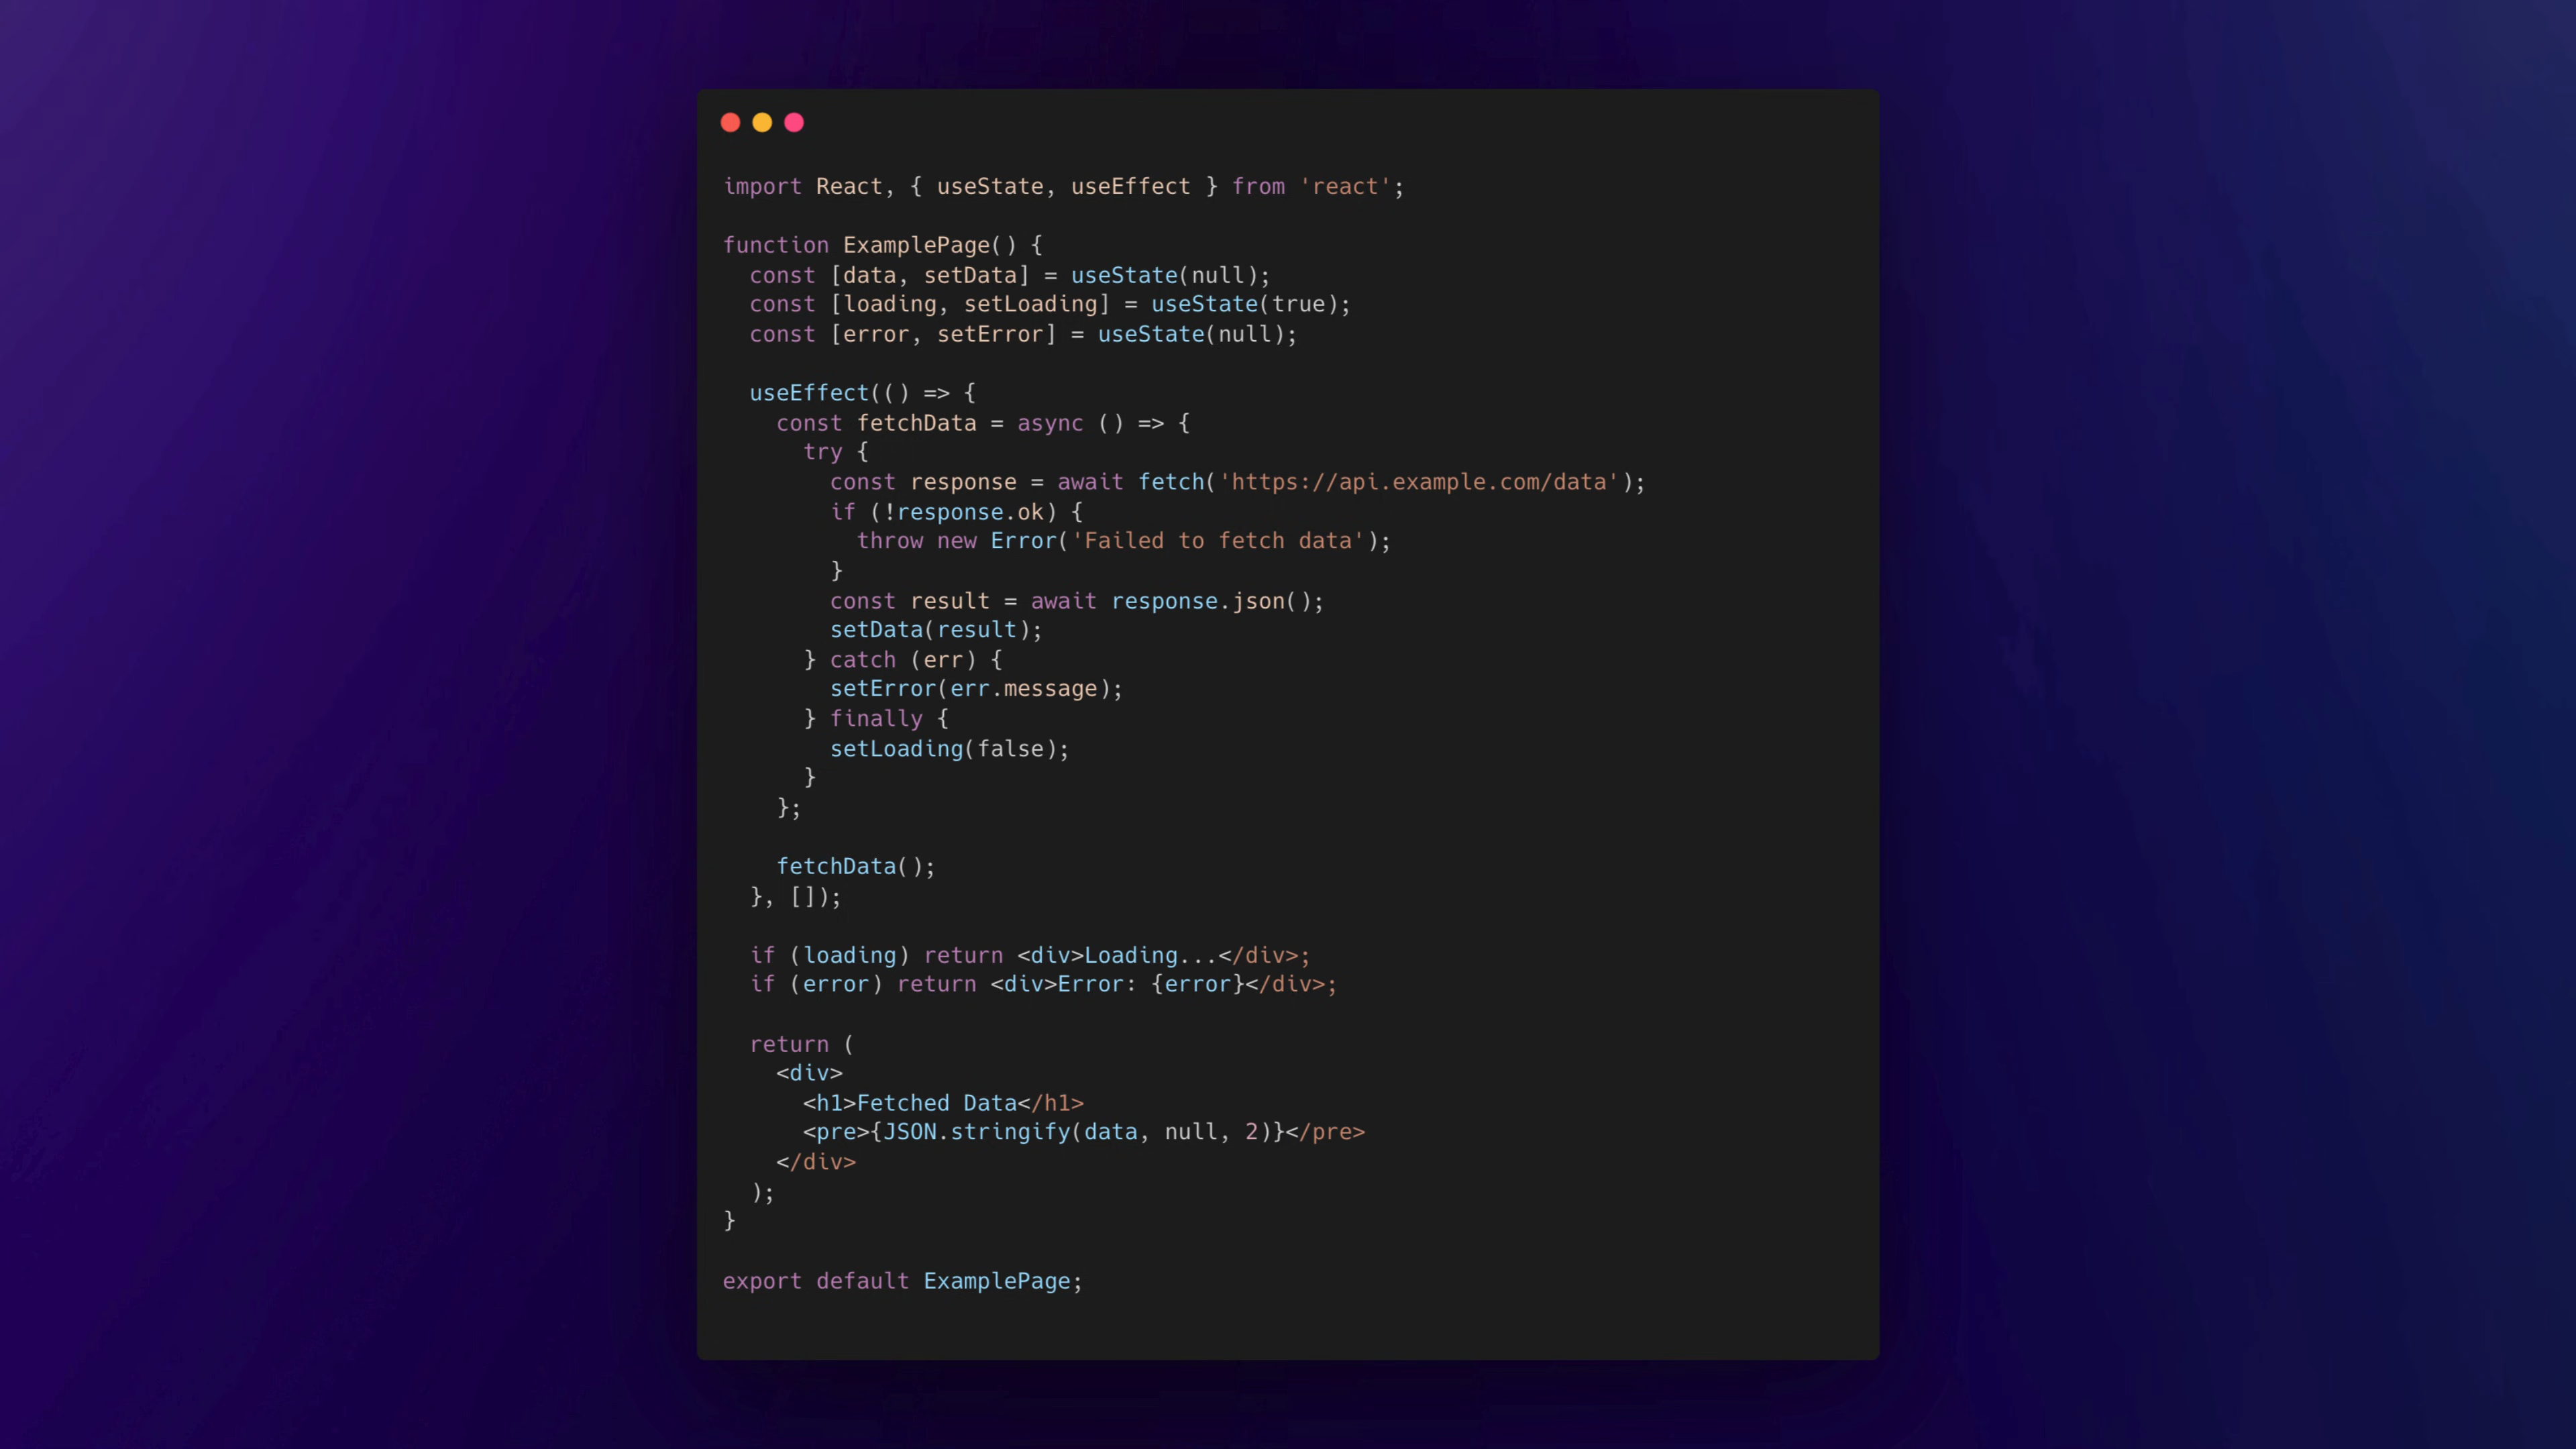 import React, { useState, useEffect } from 'react';
function ExamplePage() {
  const [data, setData] = useState(null);
  const [loading, setLoading] = useState(true);
  const [error, setError] = useState(null);
  useEffect(() => {
    const fetchData = async () => {
      try {
        const response = await fetch('https://api.example.com/data');
        if (!response.ok) {
          throw new Error('Failed to fetch data');
        }
        const result = await response.json();
        setData(result);
      } catch (err) {
        setError(err.message);
      } finally {
        setLoading(false);
      }
    };
    fetchData();
  }, []);
  if (loading) return <div>Loading...</div>;
  if (error) return <div>Error: {error}</div>;
  return (
    <div>
      <h1>Fetched Data</h1>
      <pre>{JSON.stringify(data, null, 2)}</pre>
    </div>
  );
}
export default ExamplePage;